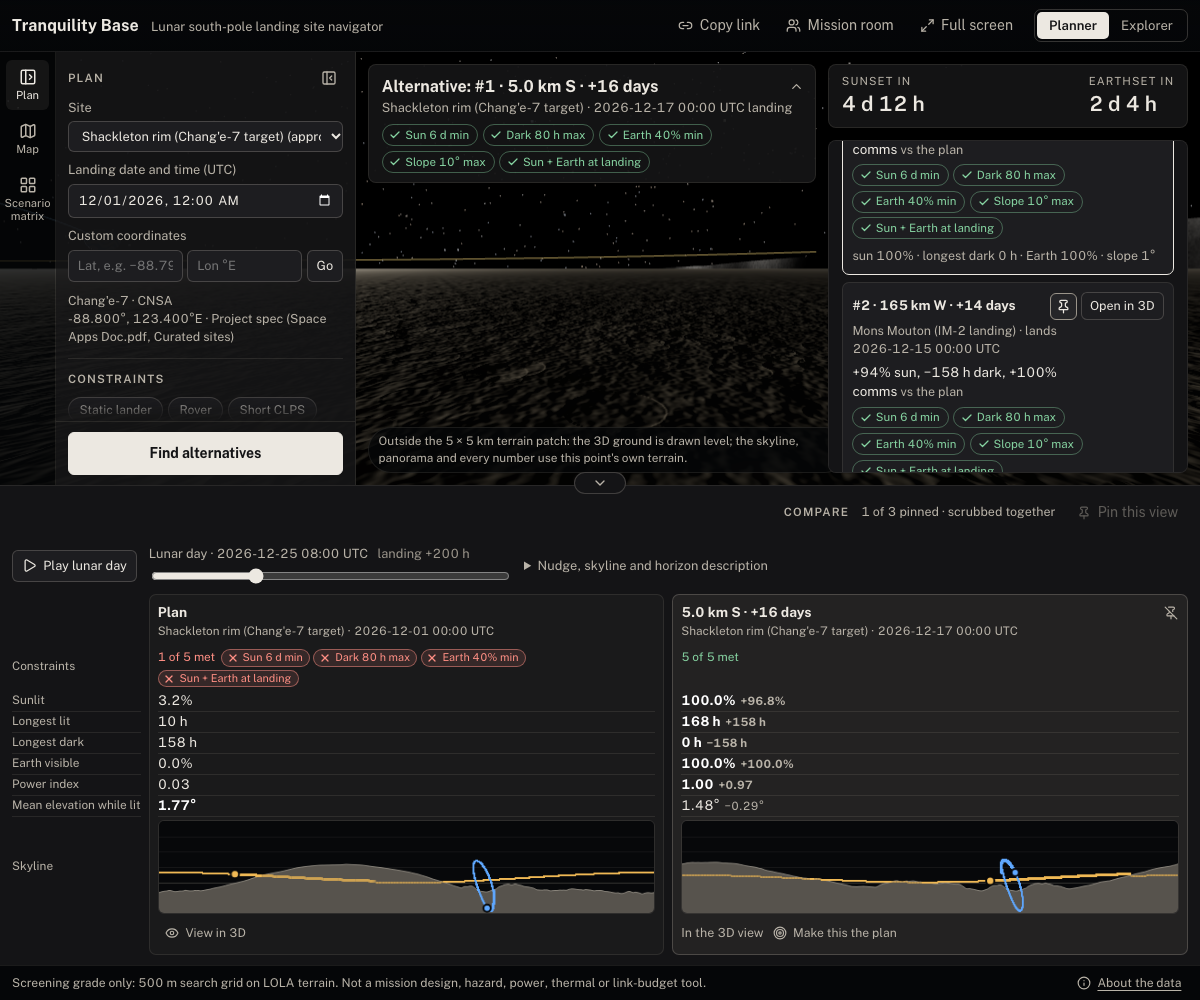 Tranquility Base Lunar south-pole landing site navigator
Copy link
Mission room
Full screen
Planner
Explorer
Plan
Map
Scenario
matrix
PLAN
Site
Shackleton rim (Chang'e-7 target) (appr
Landing date and time (UTC)
12/01/2026, 12:00 AM
Custom coordinates
Lat, e.g. −88.79
Lon °E
Go
Chang'e-7 · CNSA
-88.800°, 123.400°E · Project spec (Space
Apps Doc.pdf, Curated sites)
CONSTRAINTS
Static lander
Rover
Short CLPS
Find alternatives
Alternative: #1 · 5.0 km S · +16 days
Shackleton rim (Chang'e-7 target) · 2026-12-17 00:00 UTC landing
Sun 6 d min
Dark 80 h max
Earth 40% min
Slope 10° max
Sun + Earth at landing
Outside the 5 × 5 km terrain patch: the 3D ground is drawn level; the skyline,
panorama and every number use this point's own terrain.
SUNSET IN
4 d 12 h
EARTHSET IN
2 d 4 h
comms vs the plan
Sun 6 d min
Dark 80 h max
Earth 40% min
Slope 10° max
Sun + Earth at landing
sun 100% · longest dark 0 h · Earth 100% · slope 1°
#2 · 165 km W · +14 days
Open in 3D
Mons Mouton (IM-2 landing) · lands
2026-12-15 00:00 UTC
+94% sun, −158 h dark, +100%
comms vs the plan
Sun 6 d min
Dark 80 h max
Earth 40% min
Slope 10° max
Sun + Earth at landing
COMPARE 1 of 3 pinned · scrubbed together
Pin this view
Play lunar day
Lunar day · 2026-12-25 08:00 UTC landing +200 h
Nudge, skyline and horizon description
Plan
Shackleton rim (Chang'e-7 target) · 2026-12-01 00:00 UTC
5.0 km S · +16 days
Shackleton rim (Chang'e-7 target) · 2026-12-17 00:00 UTC
Constraints
1 of 5 met
Sun 6 d min
Dark 80 h max
Earth 40% min
Sun + Earth at landing
5 of 5 met
Sunlit 3.2% 100.0% +96.8%
Longest lit 10 h 168 h +158 h
Longest dark 158 h 0 h −158 h
Earth visible 0.0% 100.0% +100.0%
Power index 0.03 1.00 +0.97
Mean elevation while lit 1.77° 1.48° −0.29°
Skyline
View in 3D
In the 3D view
Make this the plan
Screening grade only: 500 m search grid on LOLA terrain. Not a mission design, hazard, power, thermal or link-budget tool.
About the data